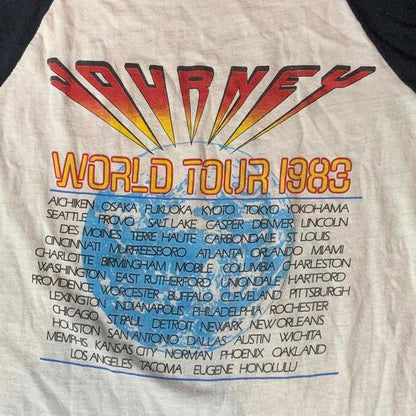 JOURNEY
WORLD TOUR 1983
AICHIKEN OSAKA FUKUOKA KYOTO TOKYO YOKOHAMA
SEATTLE PROVO SALT LAKE CASPER DENVER LINCOLN
DES MOINES TERRE HAUTE CARBONDALE ST LOUIS
CINCINNATI MURFREESBORO ATLANTA ORLANDO MIAMI
CHARLOTTE BIRMINGHAM MOBILE COLUMBIA CHARLESTON
WASHINGTON EAST RUTHERFORD UNIONDALE HARTFORD
PROVIDENCE WORCESTER BUFFALO CLEVELAND PITTSBURGH
LEXINGTON INDIANAPOLIS PHILADELPHIA ROCHESTER
CHICAGO ST. PAUL DETROIT NEWARK NEW ORLEANS
HOUSTON SAN ANTONIO DALLAS AUSTIN WICHITA
MEMPHIS KANSAS CITY NORMAN PHOENIX OAKLAND
LOS ANGELES TACOMA EUGENE HONOLULU